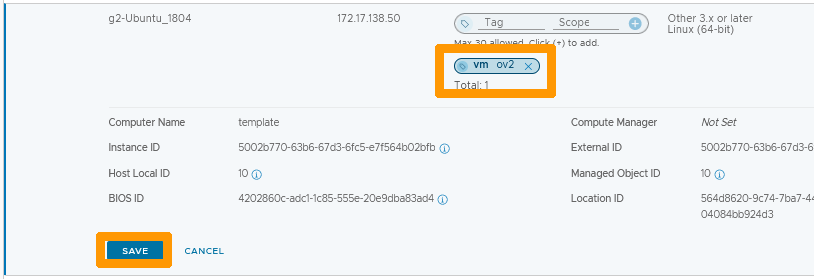 g2-Ubuntu_1804
172.17.138.50
Tag Scope
Other 3.x or later
Linux (64-bit)
Max 30 allowed. Click (+) to add.
vm ov2
Total: 1
Computer Name template
Compute Manager Not Set
Instance ID 5002b770-63b6-67d3-6fc5-e7f564b02bfb
External ID 5002b770-63b6-67d3-6
Host Local ID 10
Managed Object ID 10
BIOS ID 4202860c-adc1-1c85-555e-20e9dba83ad4
Location ID 564d8620-9c74-7ba7-44
04084bb924d3
SAVE CANCEL